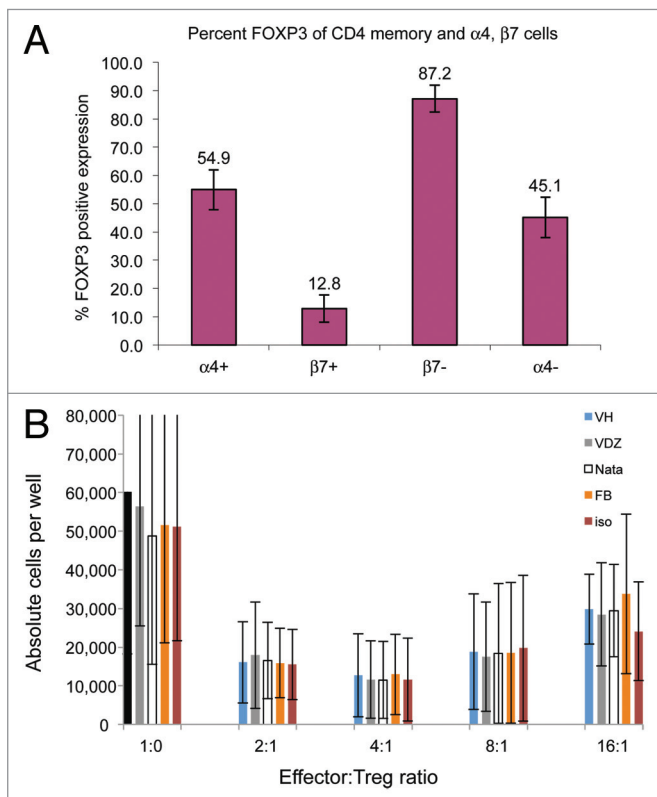 A
Percent FOXP3 of CD4 memory and α4, β7 cells
% FOXP3 positive expression
100.0
90.0
80.0
70.0
60.0
50.0
40.0
30.0
20.0
10.0
0.0
54.9
12.8
87.2
45.1
α4+ β7+ β7- α4-
B
Absolute cells per well
80,000
70,000
60,000
50,000
40,000
30,000
20,000
10,000
0
VH
VDZ
Nata
FB
iso
1:0 2:1 4:1 8:1 16:1
Effector:Treg ratio